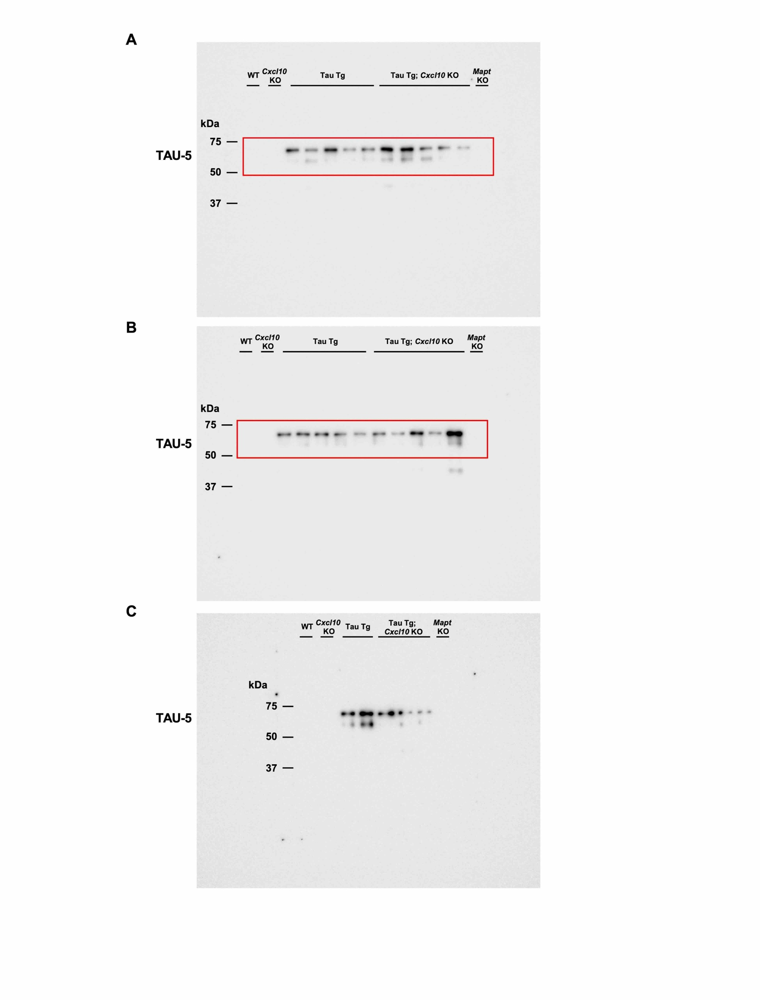 A
WT Cxcl10 KO Tau Tg Tau Tg; Cxcl10 KO Mapt KO
kDa
75
TAU-5
50
37
B
WT Cxcl10 KO Tau Tg Tau Tg; Cxcl10 KO Mapt KO
kDa
75
TAU-5
50
37
C
WT Cxcl10 KO Tau Tg Tau Tg; Cxcl10 KO Mapt KO
kDa
75
TAU-5
50
37